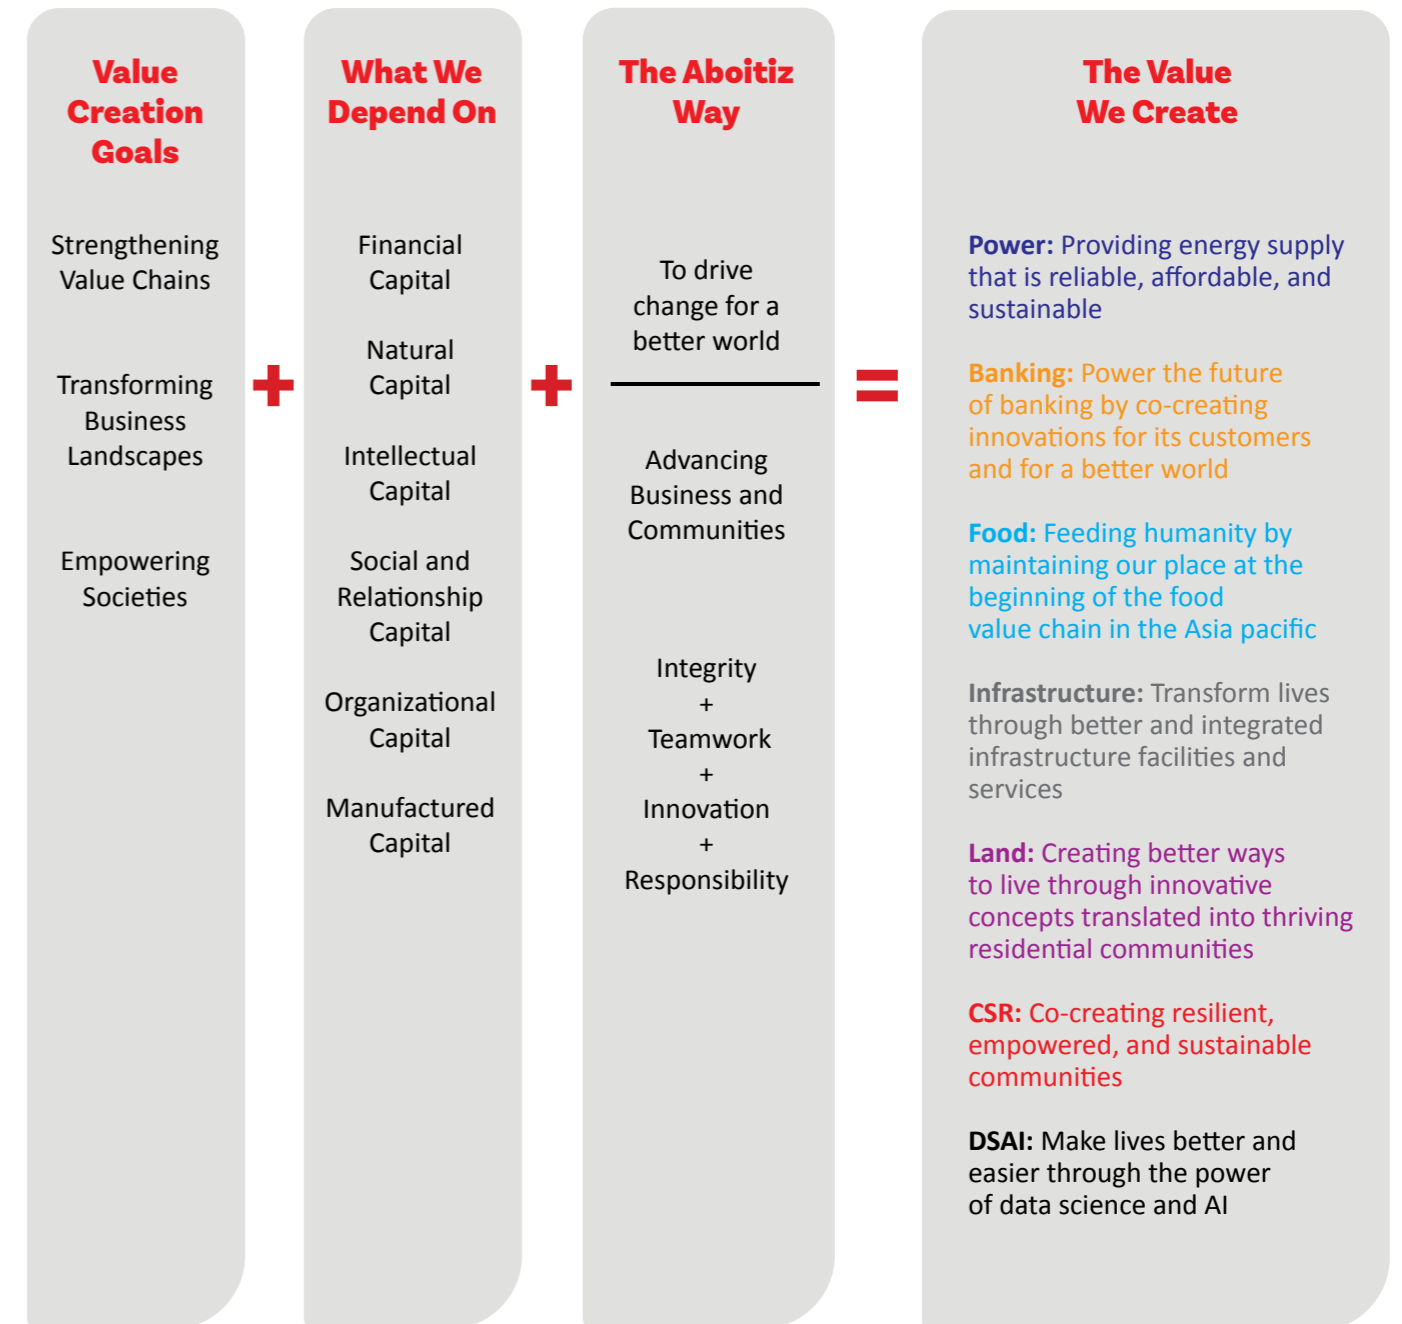 Value
Creation
Goals
Strengthening
Value Chains
Transforming
Business
Landscapes
Empowering
Societies
+
What We
Depend On
Financial
Capital
Natural
Capital
Intellectual
Capital
Social and
Relationship
Capital
Organizational
Capital
Manufactured
Capital
+
The Aboitiz
Way
To drive
change for a
better world
Advancing
Business and
Communities
Integrity
+
Teamwork
+
Innovation
+
Responsibility
=
The Value
We Create
Power: Providing energy supply
that is reliable, affordable, and
sustainable
Banking: Power the future
of banking by co-creating
innovations for its customers
and for a better world
Food: Feeding humanity by
maintaining our place at the
beginning of the food
value chain in the Asia pacific
Infrastructure: Transform lives
through better and integrated
infrastructure facilities and
services
Land: Creating better ways
to live through innovative
concepts translated into thriving
residential communities
CSR: Co-creating resilient,
empowered, and sustainable
communities
DSAI: Make lives better and
easier through the power
of data science and AI